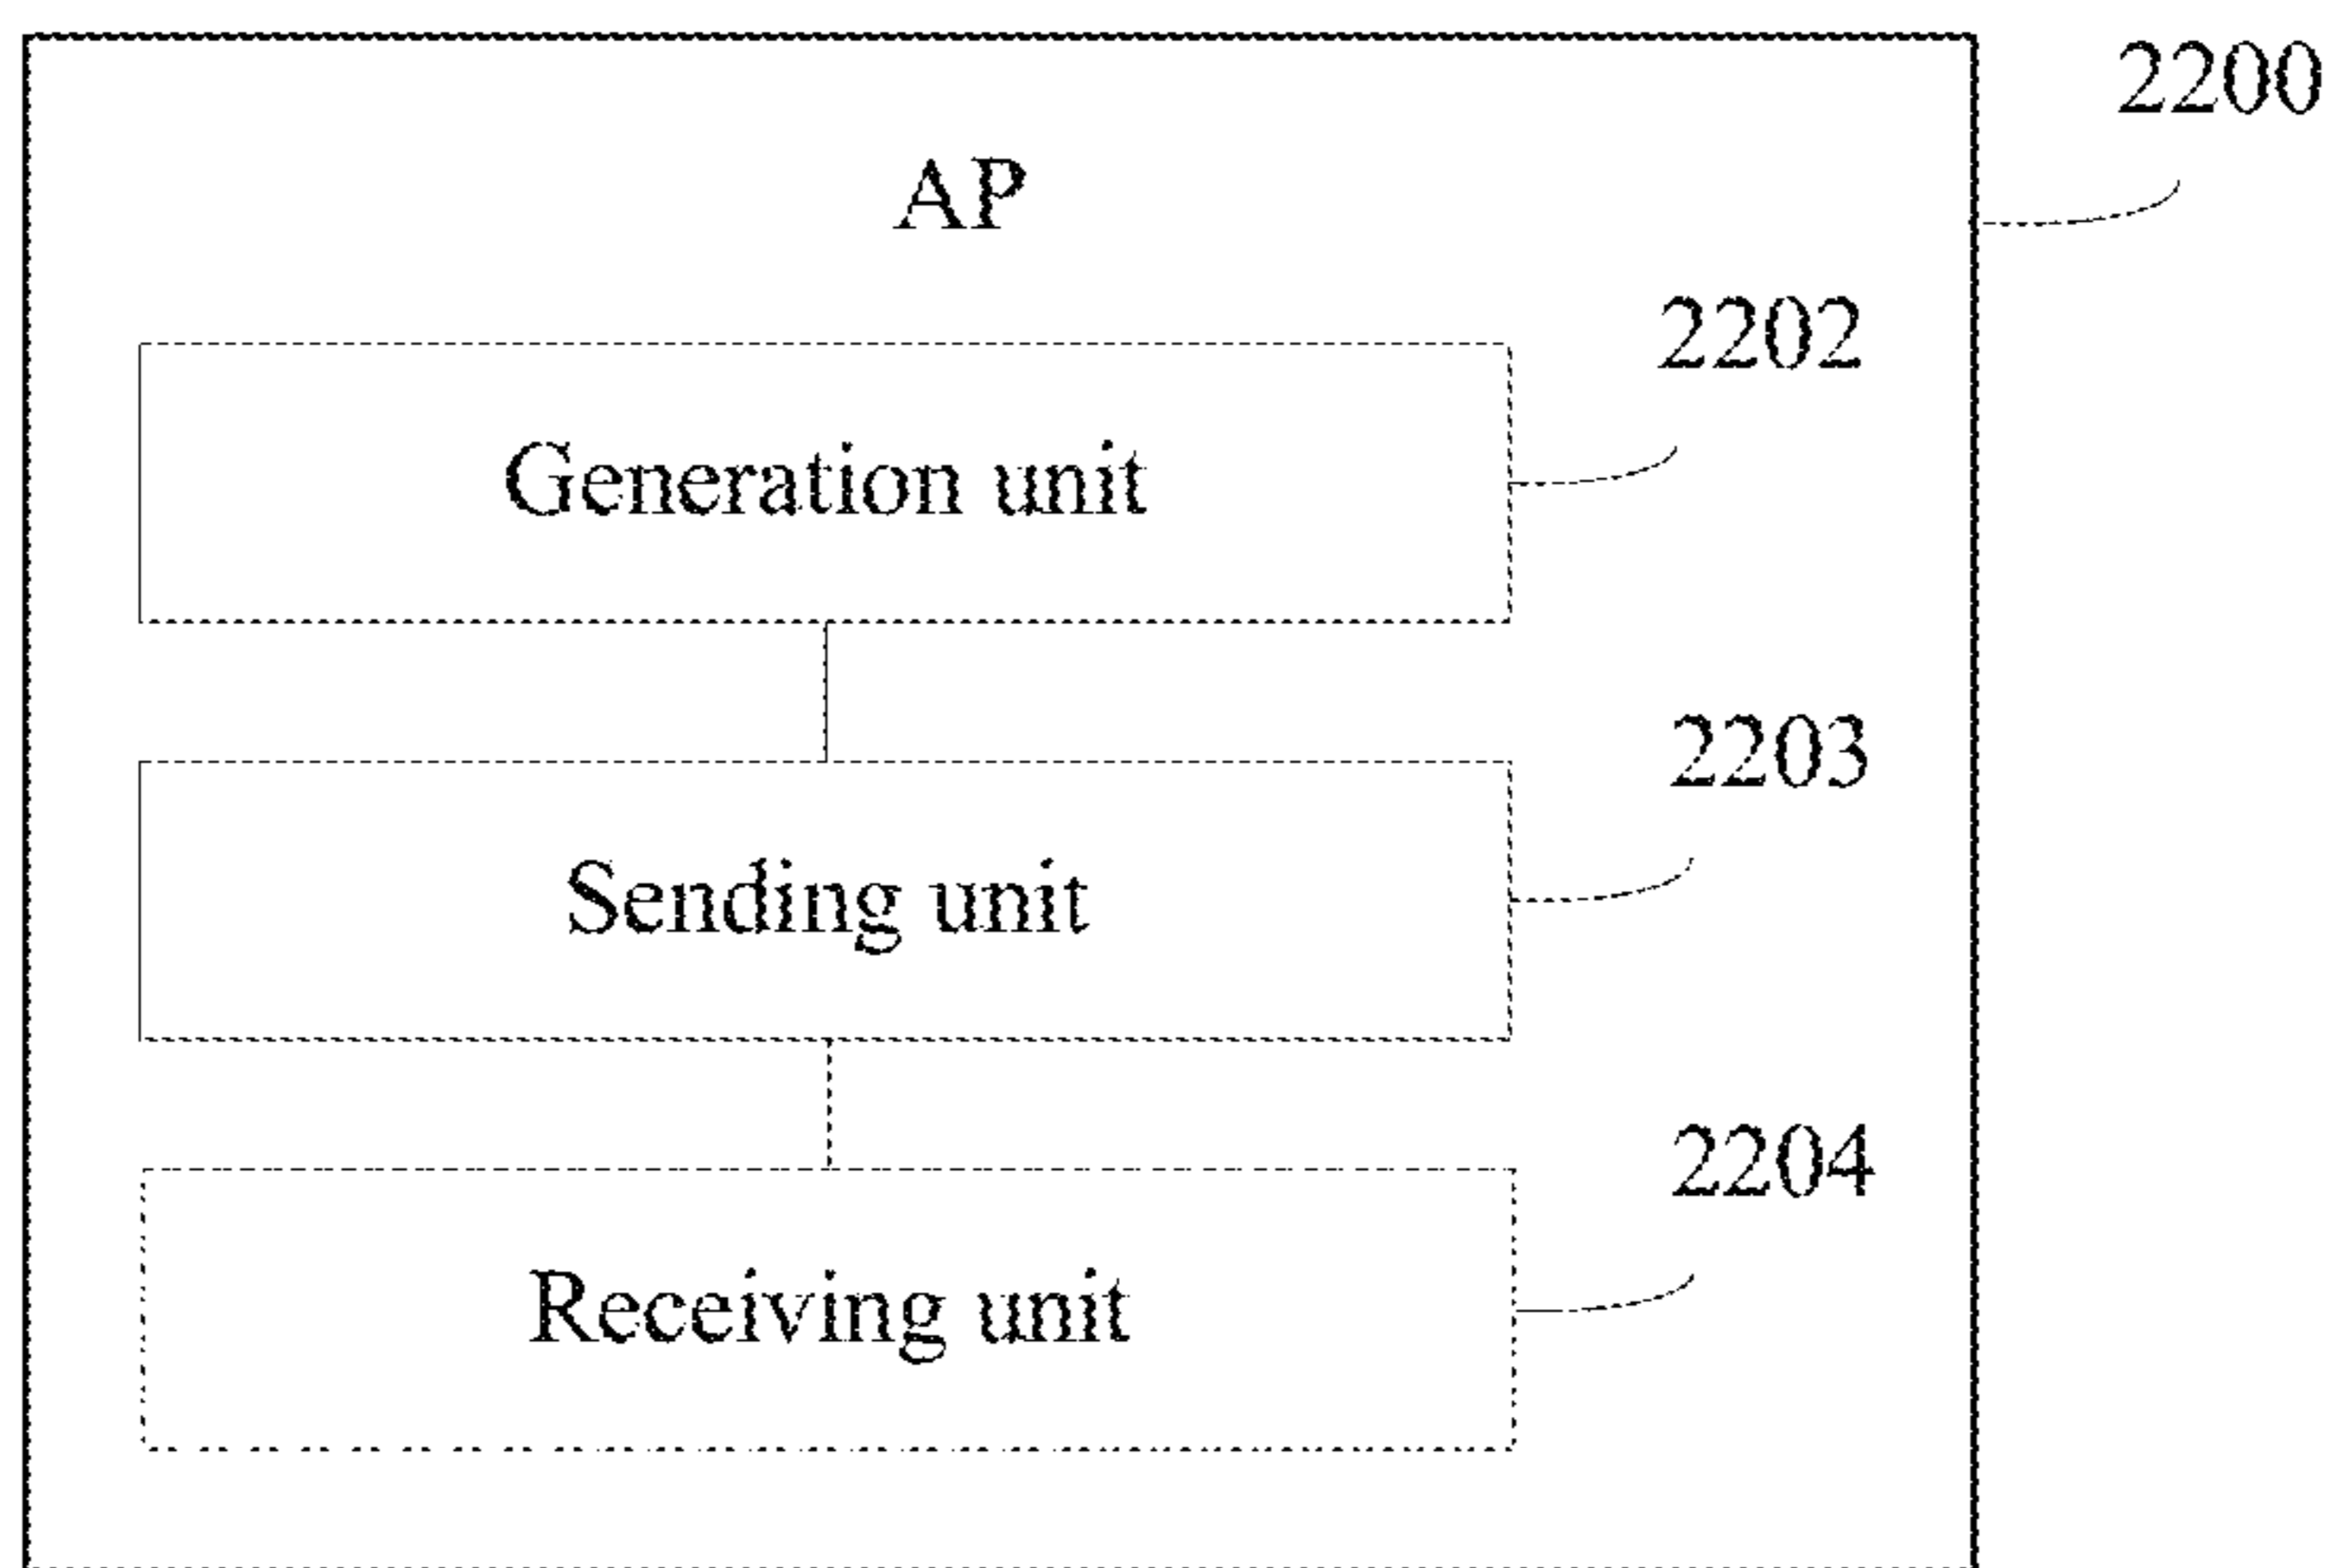 2200
AP
2202
Generation unit
2203
Sending unit
2204
Receiving unit